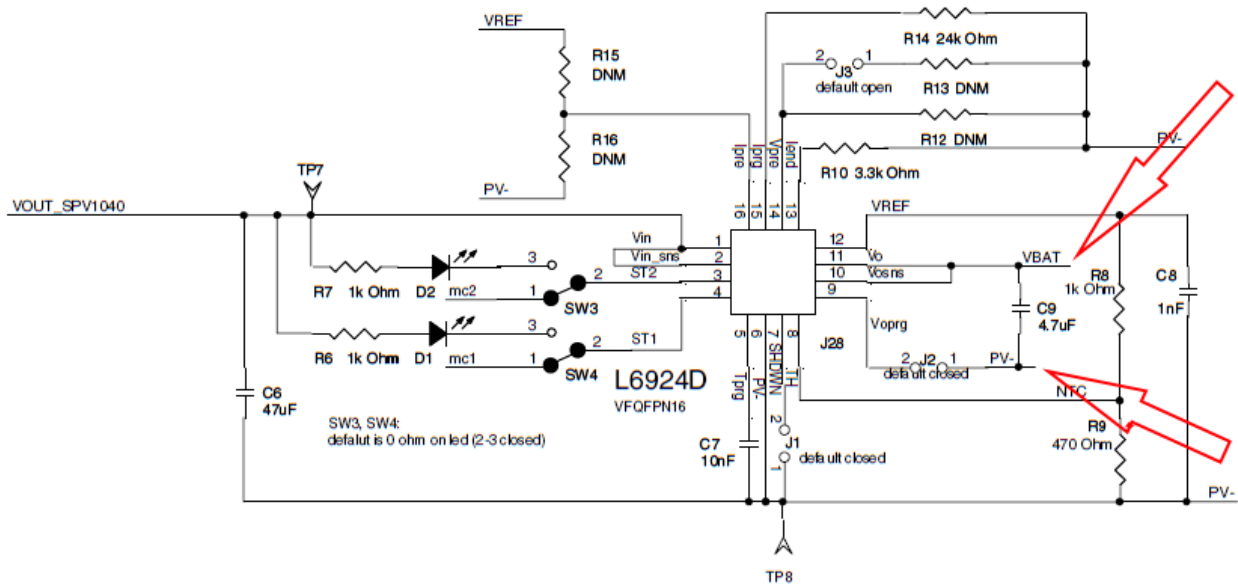 VREF
R15
DNM
R16
DNM
PV-
R14 24k Ohm
2
1
J3
default open
R13 DNM
R12 DNM
PV-
R10 3.3k Ohm
Ipre
Iprg
Vpre
Iend
16
15
14
13
TP7
VOUT_SPV1040
Vin
Vin_sns
ST2
1
2
3
4
12
11
10
9
VREF
Vo
Vosns
VBAT
R8
1k Ohm
C8
1nF
C9
4.7uF
Voprg
R7 1k Ohm
D2
mc2
3
2
1
SW3
R6 1k Ohm
D1
mc1
3
2
1
SW4
ST1
J28
2
J2
1
PV-
default closed
NTC
L6924D
VFQFPN16
5
6
7
8
Tprg
PV-
SHDWN
TH
C6
47uF
SW3, SW4:
defalut is 0 ohm on led (2-3 closed)
C7
10nF
2
J1
1
default closed
R9
470 Ohm
PV-
TP8